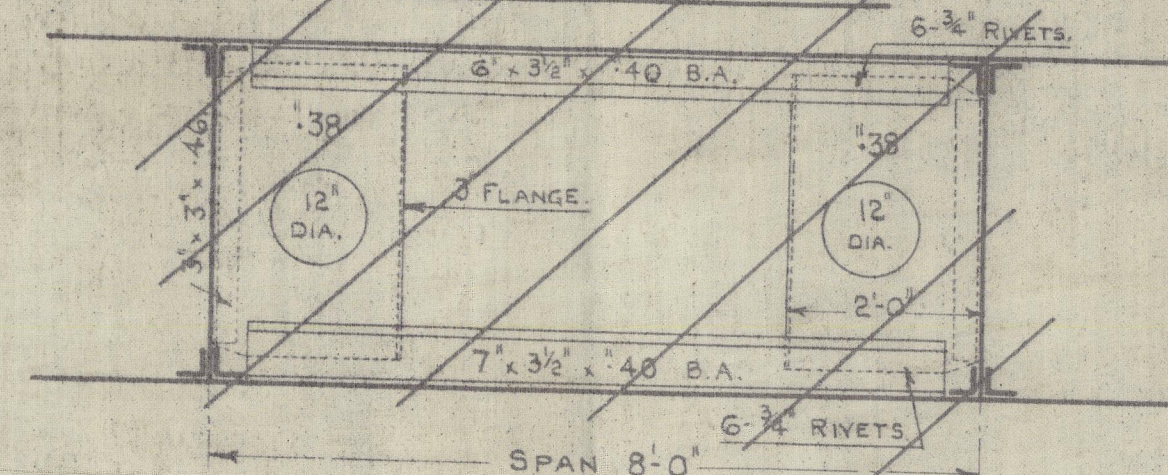 6-¾" RIVETS.
6" x 3½" x ·40 B.A.
·38"
·38"
3" x 3" x ·46"
12"
DIA.
3" FLANGE.
12"
DIA.
2'-0"
7" x 3½" x ·40" B.A.
6-¾" RIVETS
SPAN 8'-0"